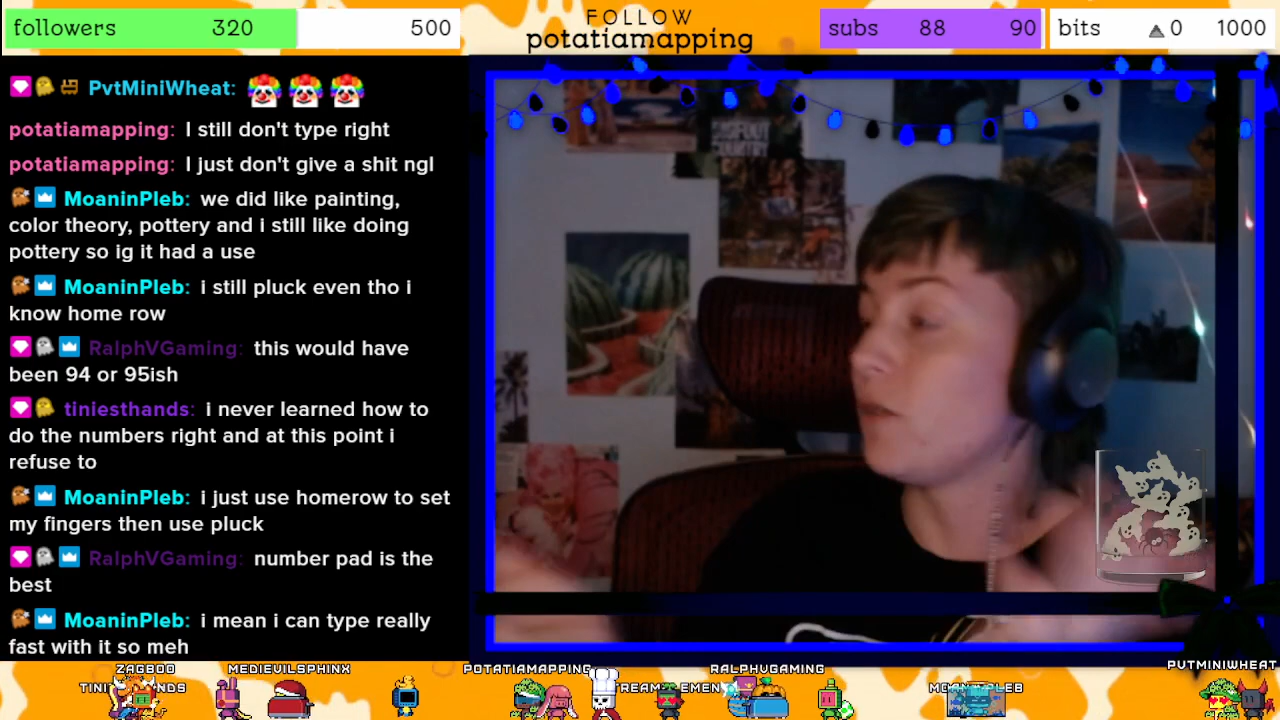 followers 320 500
FOLLOW
potatiamapping
subs 88 90
bits 0 1000
PvtMiniWheat:
potatiamapping: I still don't type right
potatiamapping: I just don't give a shit ngl
MoaninPleb: we did like painting,
color theory, pottery and i still like doing
pottery so ig it had a use
MoaninPleb: i still pluck even tho i
know home row
RalphVGaming: this would have
been 94 or 95ish
tiniesthands: i never learned how to
do the numbers right and at this point i
refuse to
MoaninPleb: i just use homerow to set
my fingers then use pluck
RalphVGaming: number pad is the
best
MoaninPleb: i mean i can type really
fast with it so meh
BIGFOOT
COUNTRY
ZAGBOO MEDIEVILSPHINX POTATIAMAPPING RALPHVGAMING PVTMINIWHEAT